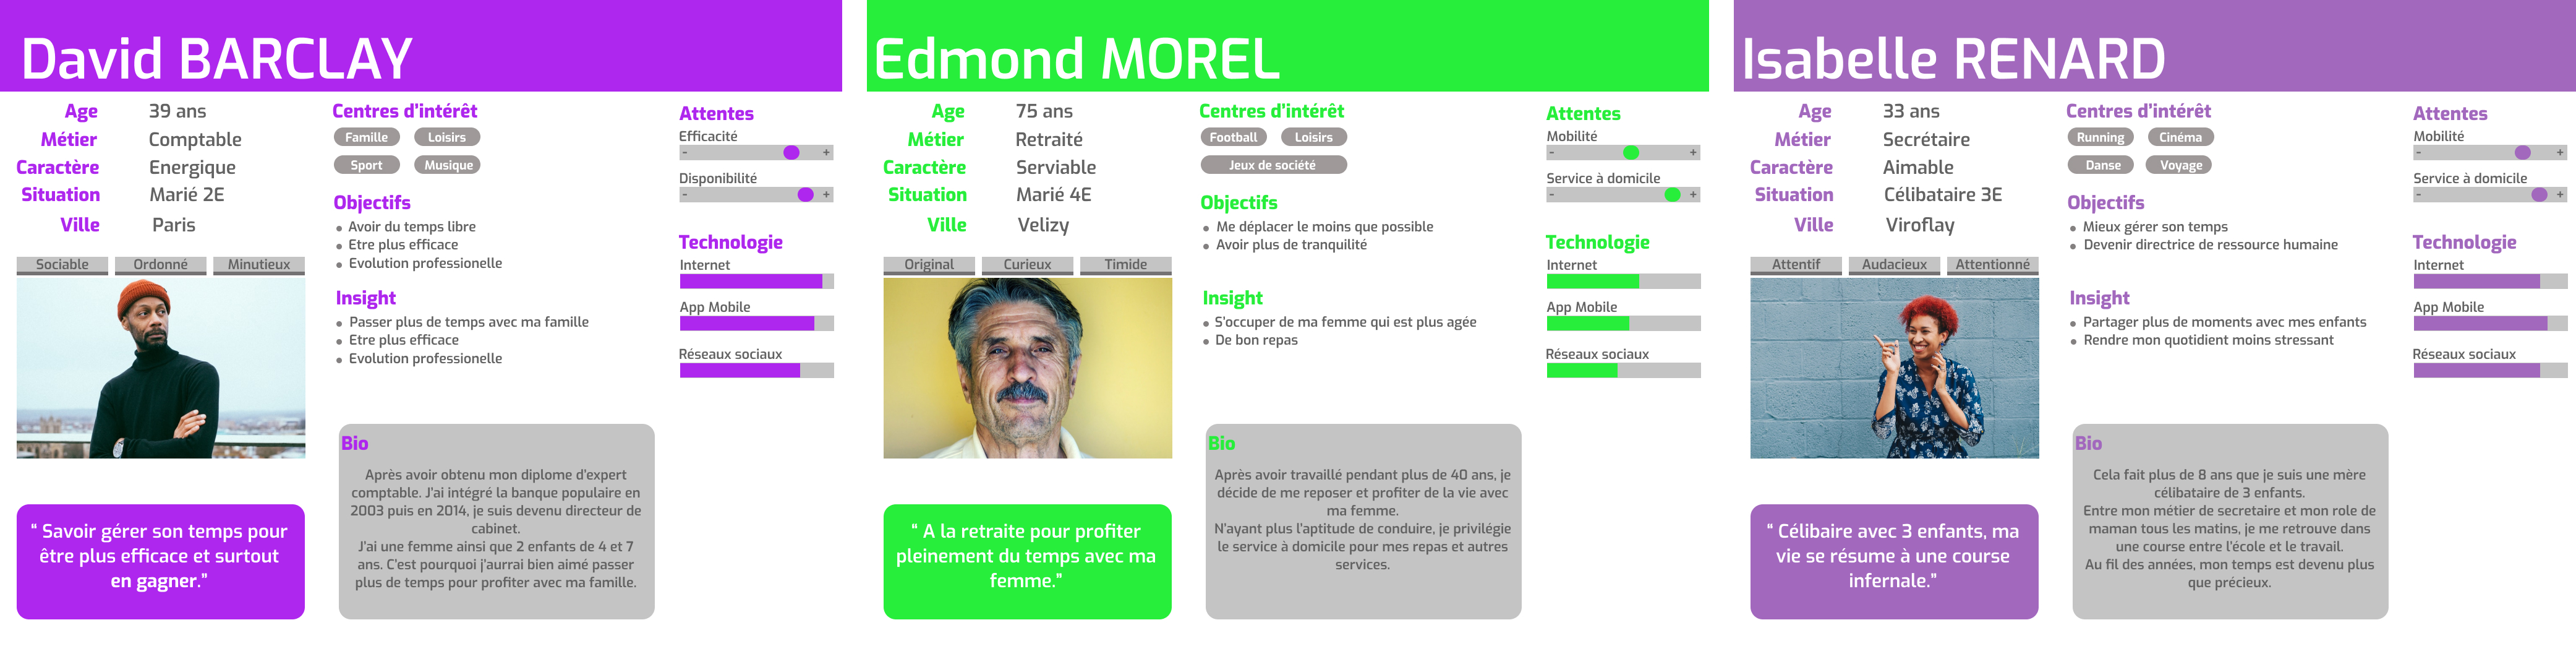 David BARCLAY
Age 39 ans
Métier Comptable
Caractère Energique
Situation Marié 2E
Ville Paris
Sociable Ordonné Minutieux
“ Savoir gérer son temps pour
être plus efficace et surtout
en gagner.”
Centres d’intérêt
Famille Loisirs
Sport Musique
Objectifs
• Avoir du temps libre
• Etre plus efficace
• Evolution professionelle
Insight
• Passer plus de temps avec ma famille
• Etre plus efficace
• Evolution professionelle
Bio
Après avoir obtenu mon diplome d’expert
comptable. J’ai intégré la banque populaire en
2003 puis en 2014, je suis devenu directeur de
cabinet.
J’ai une femme ainsi que 2 enfants de 4 et 7
ans. C’est pourquoi j’aurrai bien aimé passer
plus de temps pour profiter avec ma famille.
Attentes
Efficacité
- +
Disponibilité
- +
Technologie
Internet
App Mobile
Réseaux sociaux
Edmond MOREL
Age 75 ans
Métier Retraité
Caractère Serviable
Situation Marié 4E
Ville Velizy
Original Curieux Timide
“ A la retraite pour profiter
pleinement du temps avec ma
femme.”
Centres d’intérêt
Football Loisirs
Jeux de société
Objectifs
• Me déplacer le moins que possible
• Avoir plus de tranquilité
Insight
• S’occuper de ma femme qui est plus agée
• De bon repas
Bio
Après avoir travaillé pendant plus de 40 ans, je
décide de me reposer et profiter de la vie avec
ma femme.
N’ayant plus l’aptitude de conduire, je privilégie
le service à domicile pour mes repas et autres
services.
Attentes
Mobilité
- +
Service à domicile
- +
Technologie
Internet
App Mobile
Réseaux sociaux
Isabelle RENARD
Age 33 ans
Métier Secrétaire
Caractère Aimable
Situation Célibataire 3E
Ville Viroflay
Attentif Audacieux Attentionné
“ Célibaire avec 3 enfants, ma
vie se résume à une course
infernale.”
Centres d’intérêt
Running Cinéma
Danse Voyage
Objectifs
• Mieux gérer son temps
• Devenir directrice de ressource humaine
Insight
• Partager plus de moments avec mes enfants
• Rendre mon quotidient moins stressant
Bio
Cela fait plus de 8 ans que je suis une mère
célibataire de 3 enfants.
Entre mon métier de secretaire et mon role de
maman tous les matins, je me retrouve dans
une course entre l’école et le travail.
Au fil des années, mon temps est devenu plus
que précieux.
Attentes
Mobilité
- +
Service à domicile
- +
Technologie
Internet
App Mobile
Réseaux sociaux